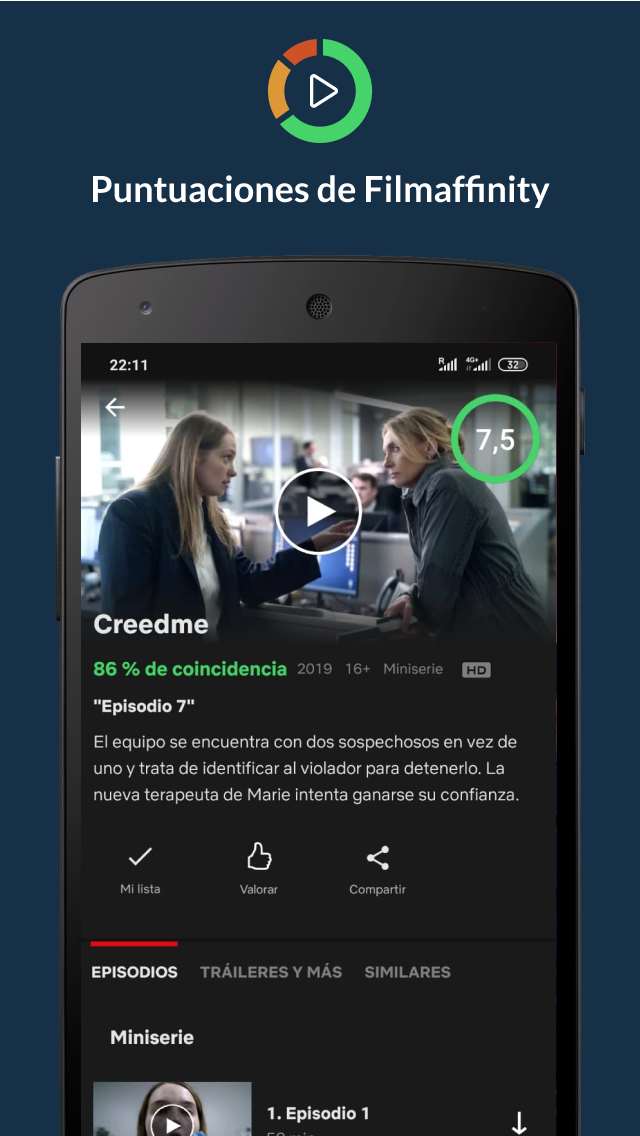 Puntuaciones de Filmaffinity
22:11
R
4G+
32
7,5
Creedme
86 % de coincidencia 2019 16+ Miniserie HD
"Episodio 7"
El equipo se encuentra con dos sospechosos en vez de
uno y trata de identificar al violador para detenerlo. La
nueva terapeuta de Marie intenta ganarse su confianza.
Mi lista Valorar Compartir
EPISODIOS TRÁILERES Y MÁS SIMILARES
Miniserie
1. Episodio 1